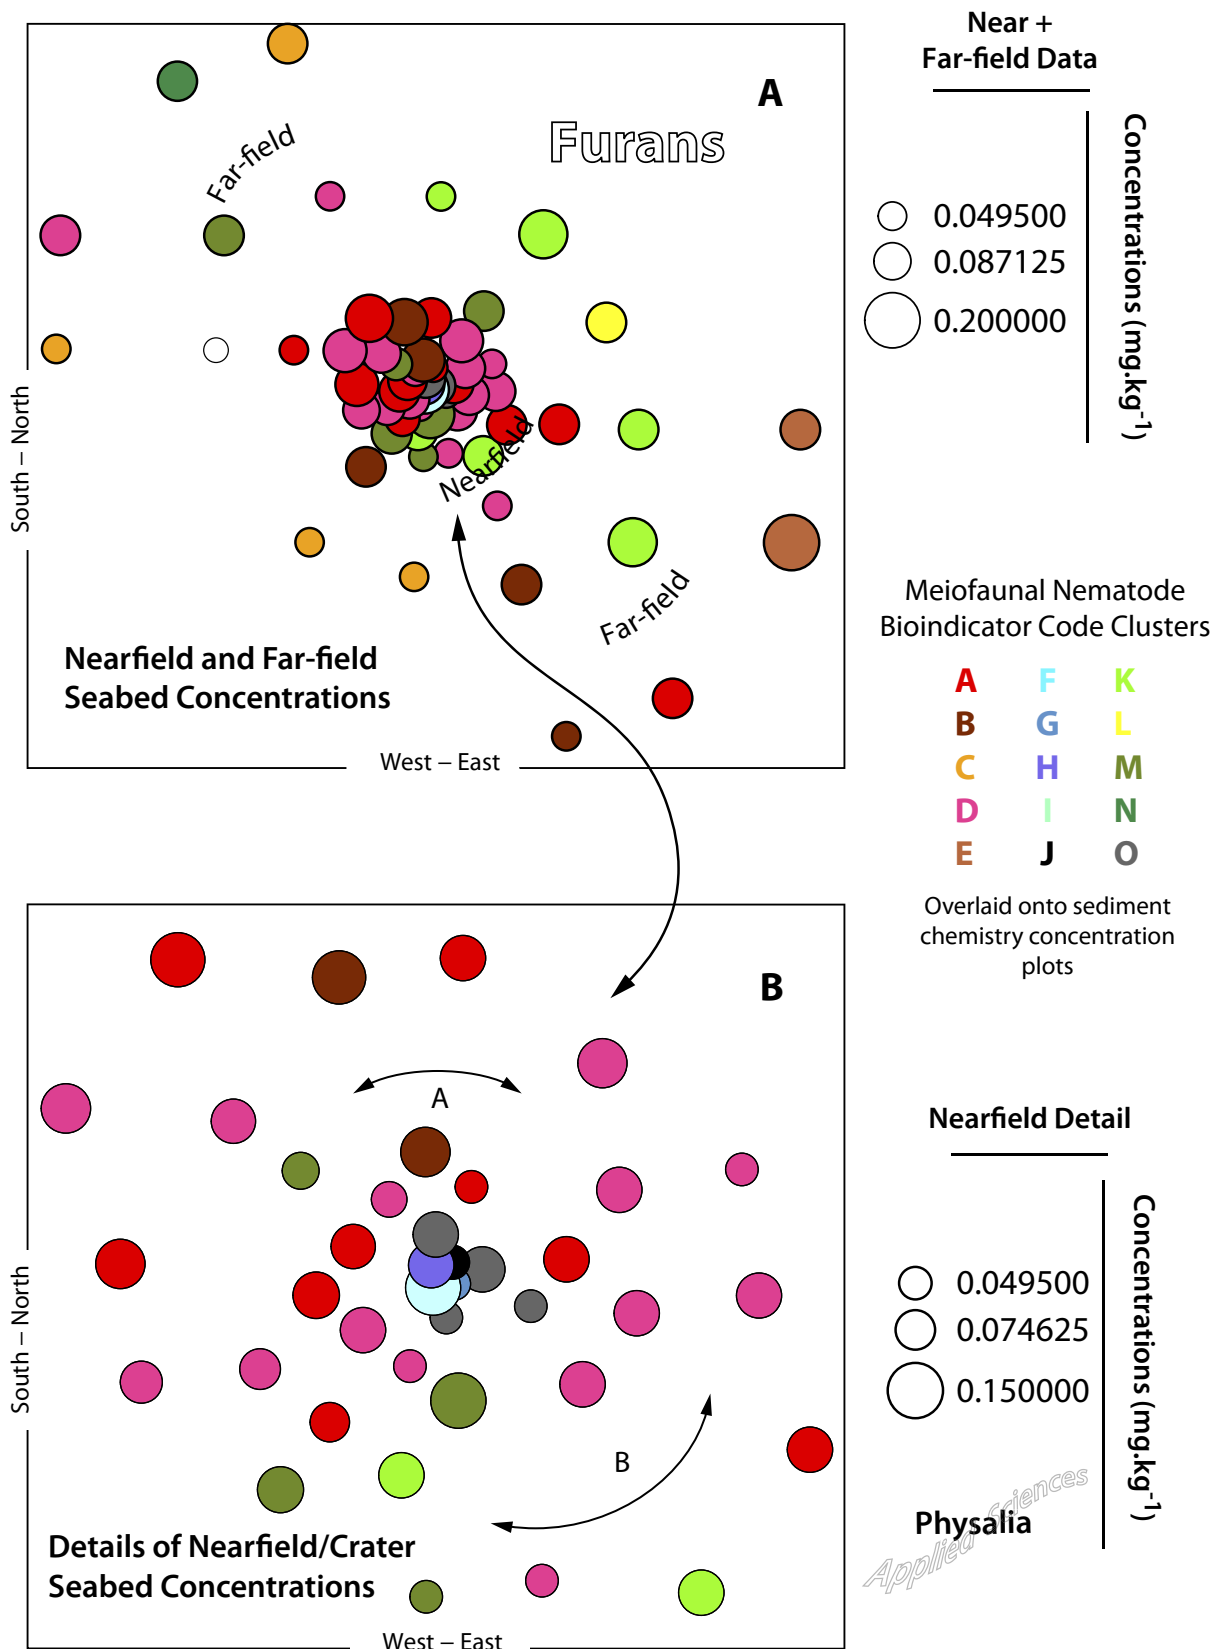 Near +
Far-field Data
A
Furans
Far-field
Concentrations (mg.kg-1)
0.049500
0.087125
0.200000
South – North
Nearfield
Far-field
Nearfield and Far-field
Seabed Concentrations
West – East
Meiofaunal Nematode
Bioindicator Code Clusters
A F K
B G L
C H M
D I N
E J O
Overlaid onto sediment
chemistry concentration
plots
B
A
Nearfield Detail
Concentrations (mg.kg-1)
0.049500
0.074625
0.150000
South – North
B
Physalia
Applied Sciences
Details of Nearfield/Crater
Seabed Concentrations
West – East